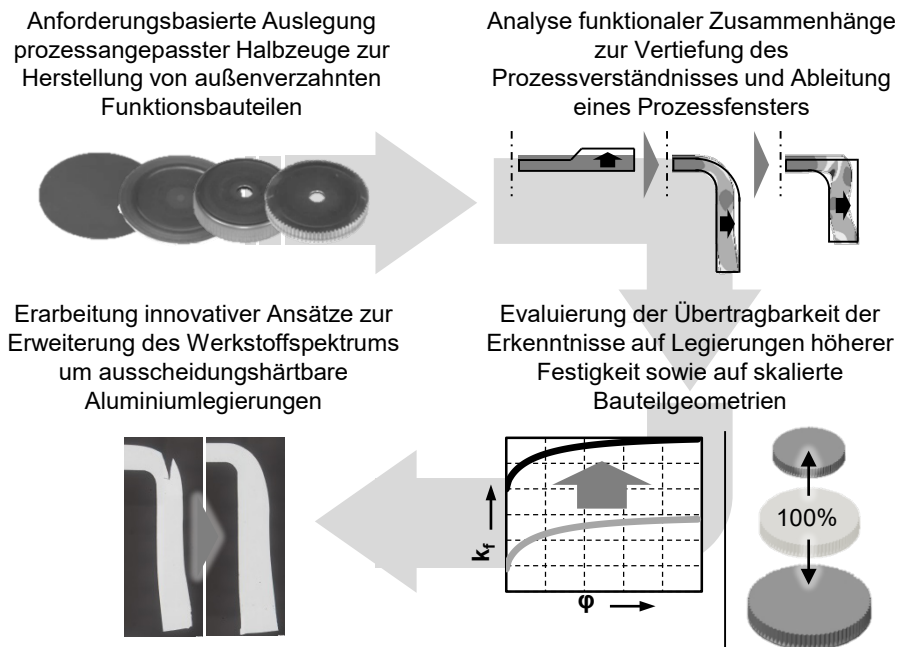 Anforderungsbasierte Auslegung
prozessangepasster Halbzeuge zur
Herstellung von außenverzahnten
Funktionsbauteilen
Analyse funktionaler Zusammenhänge
zur Vertiefung des
Prozessverständnisses und Ableitung
eines Prozessfensters
Erarbeitung innovativer Ansätze zur
Erweiterung des Werkstoffspektrums
um ausscheidungshärtbare
Aluminiumlegierungen
Evaluierung der Übertragbarkeit der
Erkenntnisse auf Legierungen höherer
Festigkeit sowie auf skalierte
Bauteilgeometrien
kf
φ
100%